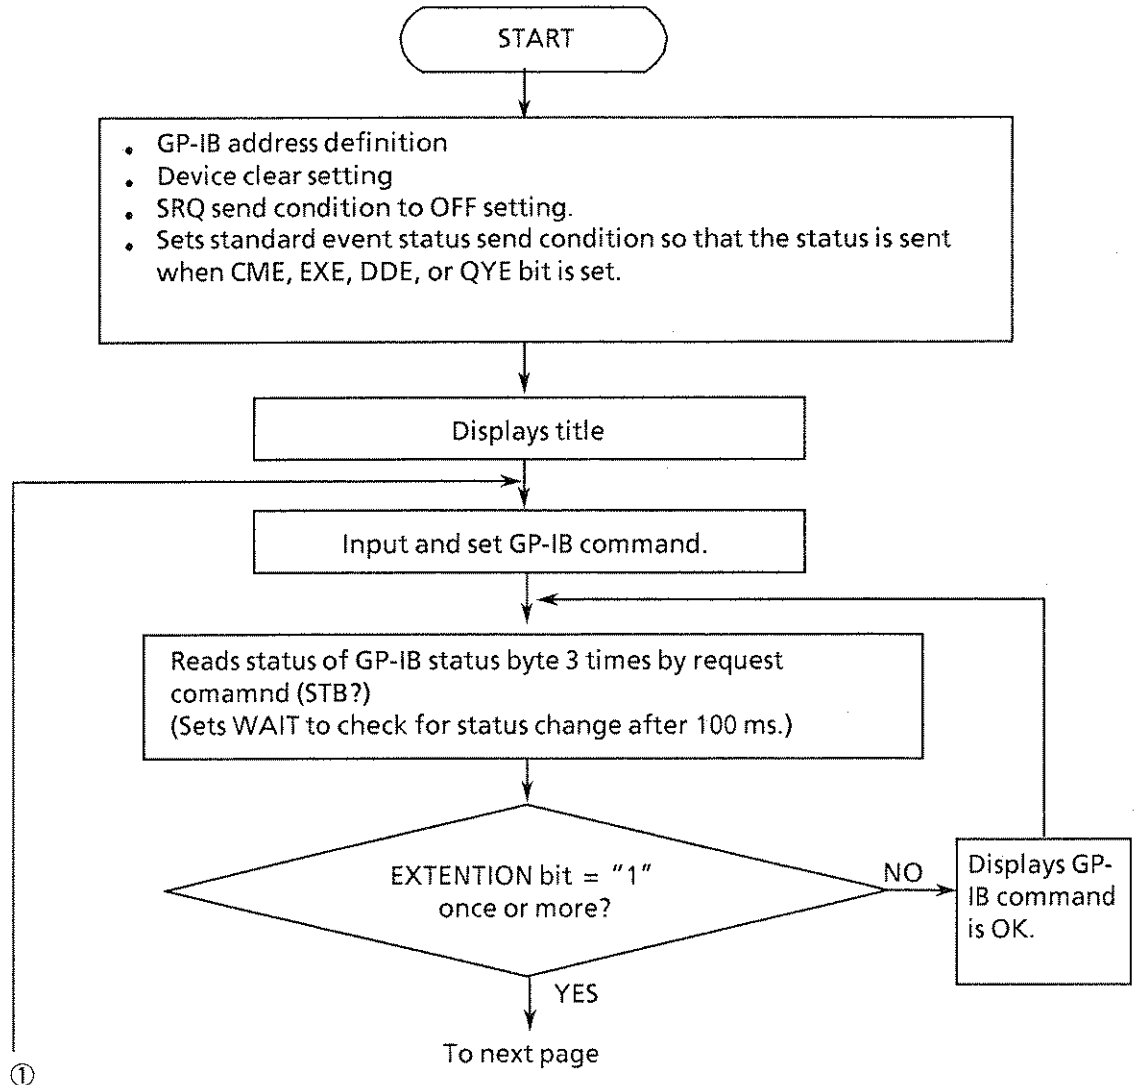 START
• GP-IB address definition
• Device clear setting
• SRQ send condition to OFF setting.
• Sets standard event status send condition so that the status is sent
when CME, EXE, DDE, or QYE bit is set.
Displays title
Input and set GP-IB command.
Reads status of GP-IB status byte 3 times by request
comamnd (STB?)
(Sets WAIT to check for status change after 100 ms.)
EXTENTION bit = "1"
once or more?
NO
Displays GP-
IB command
is OK.
YES
To next page
①